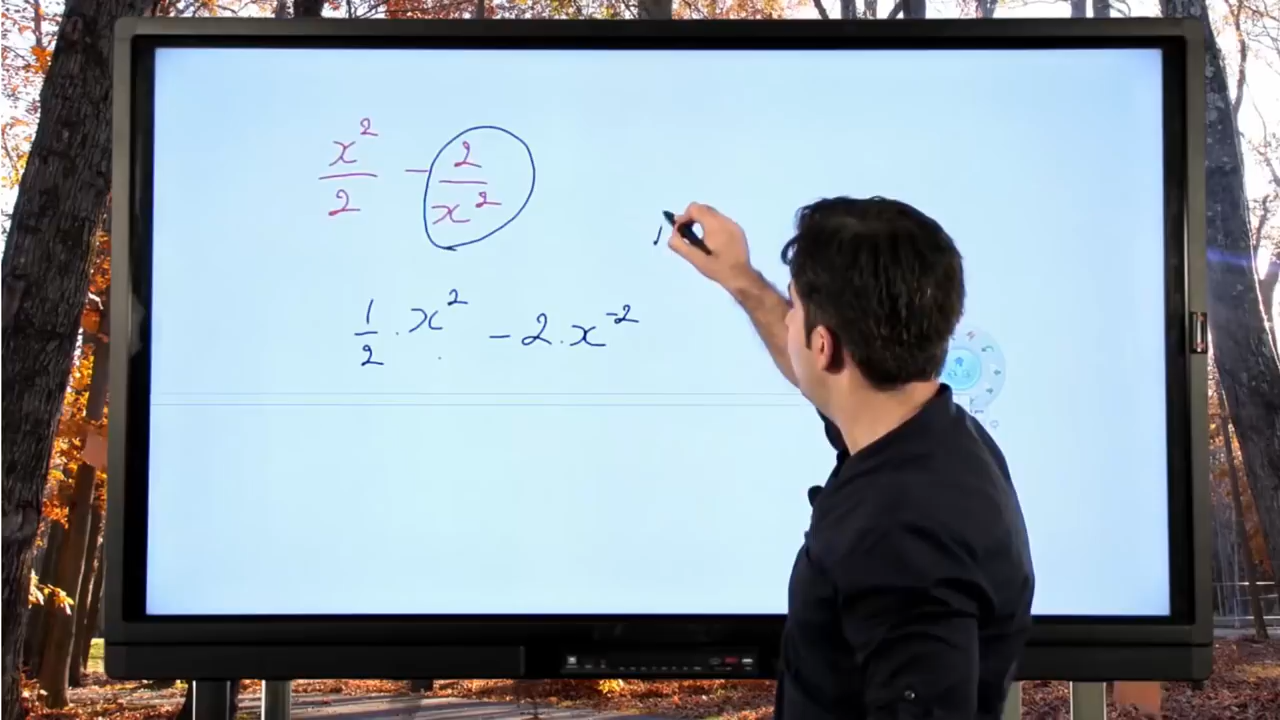 x²/2 - 2/x²
1/2 . x² - 2 . x⁻²